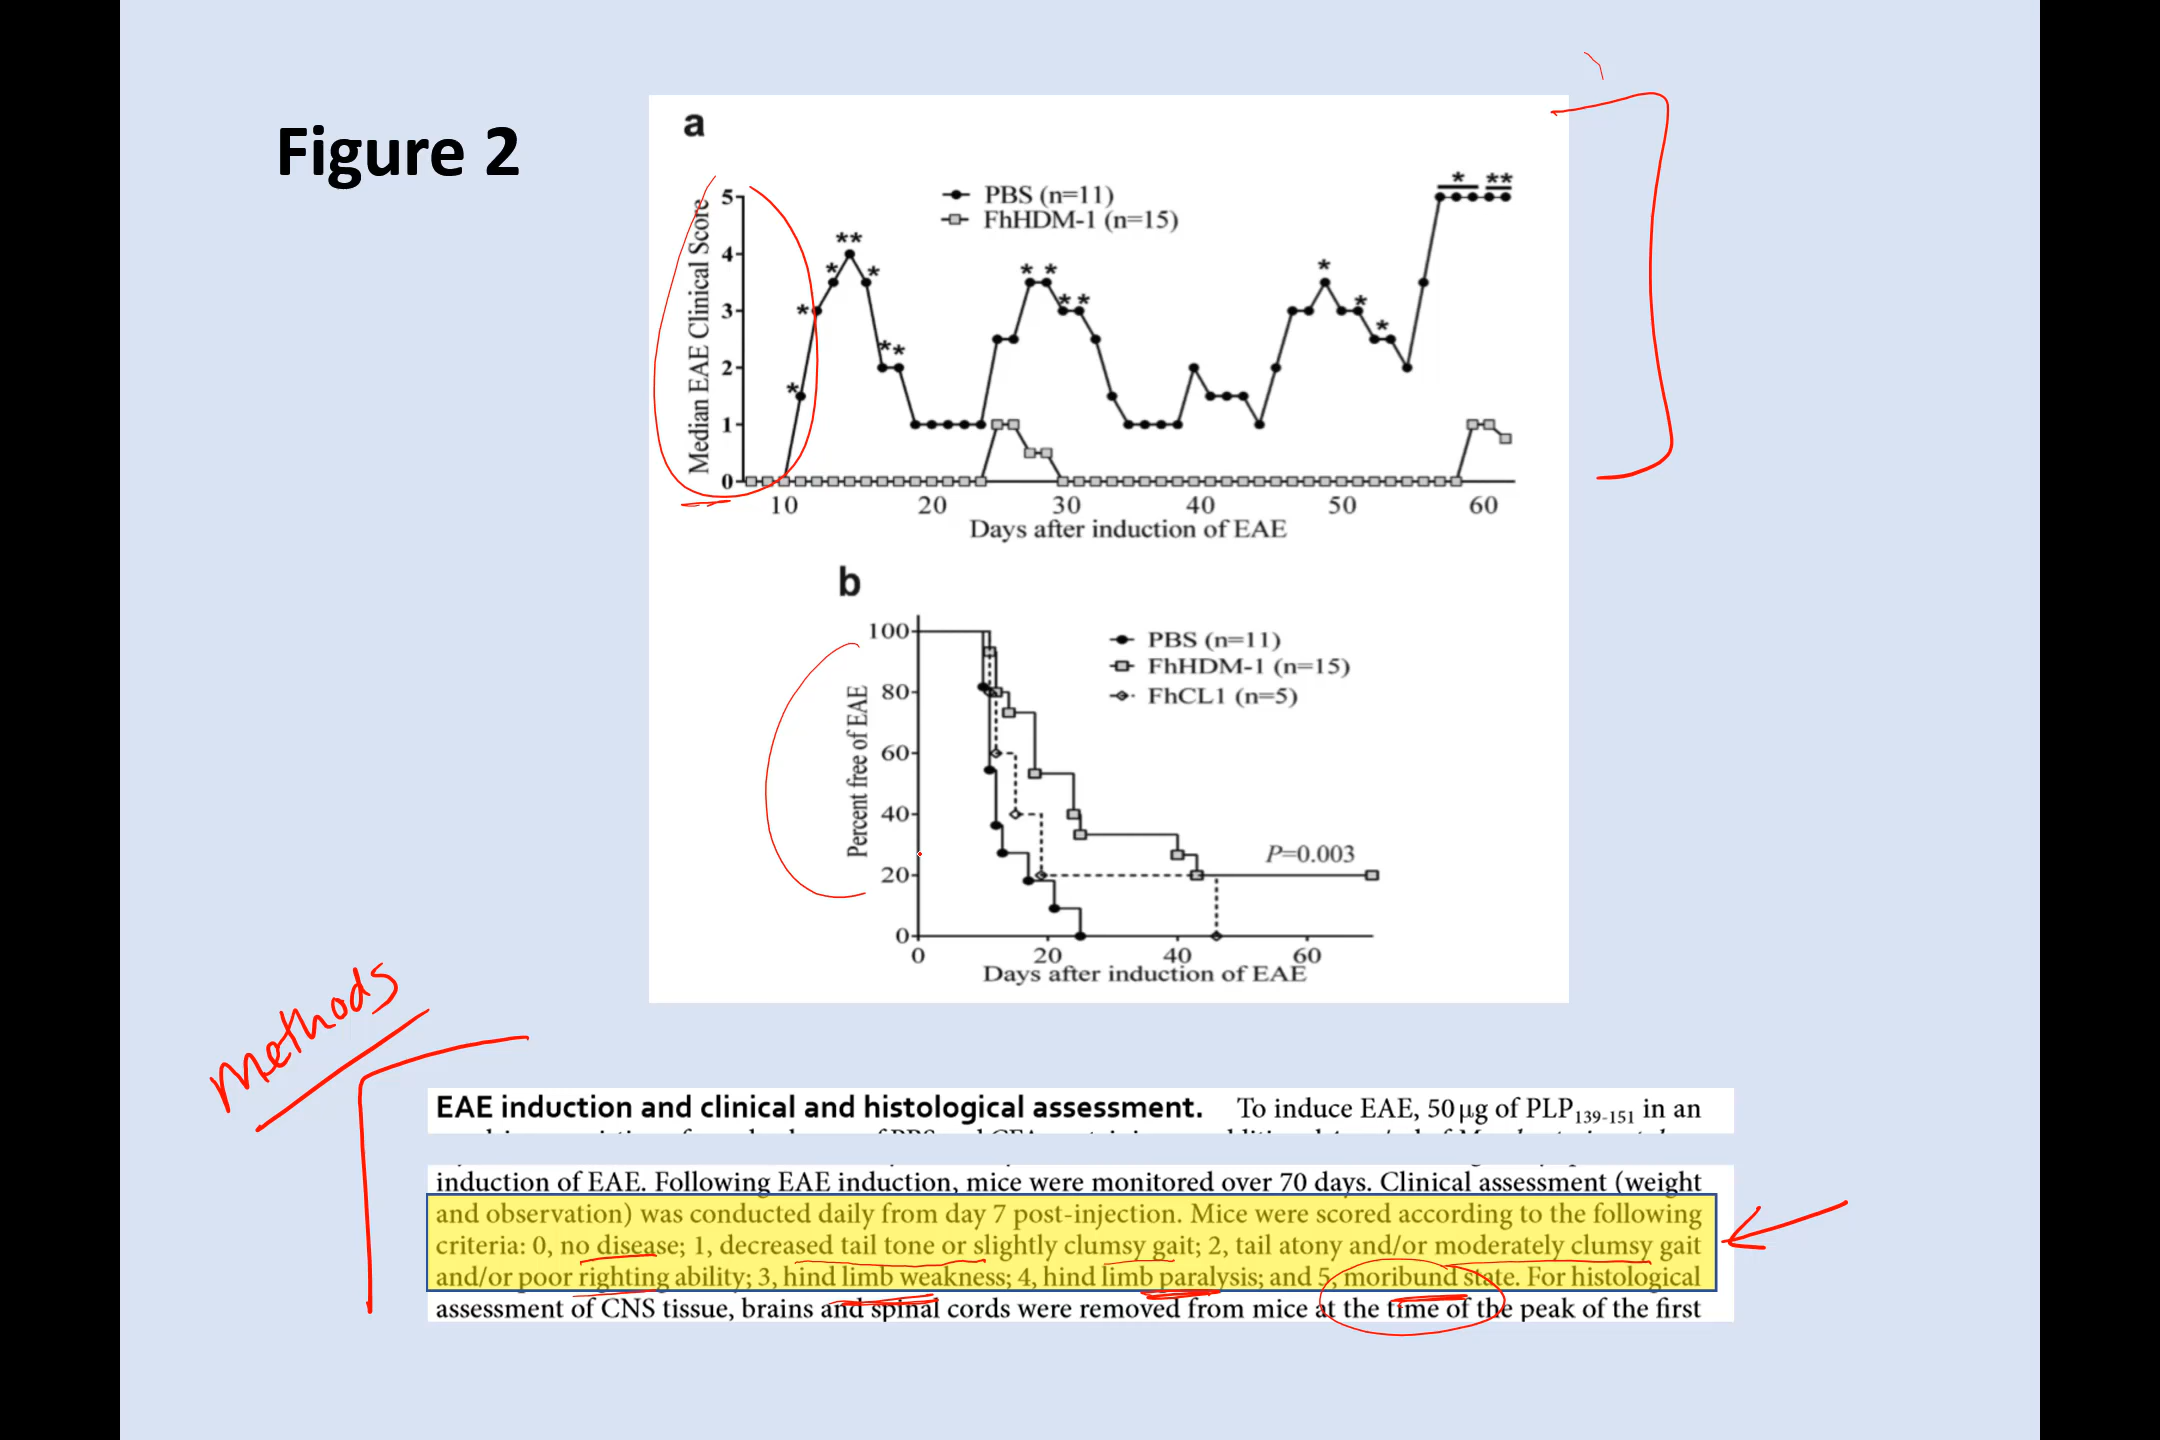 Figure 2
a
PBS (n=11)
FhHDM-1 (n=15)
Median EAE Clinical Score
5
4
3
2
1
0
* * * ** * * * * * * * * * * * * **
10 20 30 40 50 60
Days after induction of EAE
b
PBS (n=11)
FhHDM-1 (n=15)
FhCL1 (n=5)
Percent free of EAE
100
80
60
40
20
0
P=0.003
0 20 40 60
Days after induction of EAE
methods
EAE induction and clinical and histological assessment. To induce EAE, 50 µg of PLP139-151 in an
induction of EAE. Following EAE induction, mice were monitored over 70 days. Clinical assessment (weight
and observation) was conducted daily from day 7 post-injection. Mice were scored according to the following
criteria: 0, no disease; 1, decreased tail tone or slightly clumsy gait; 2, tail atony and/or moderately clumsy gait
and/or poor righting ability; 3, hind limb weakness; 4, hind limb paralysis; and 5, moribund state. For histological
assessment of CNS tissue, brains and spinal cords were removed from mice at the time of the peak of the first